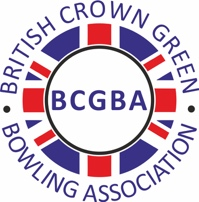 BRITISH CROWN GREEN
BCGBA
BOWLING ASSOCIATION